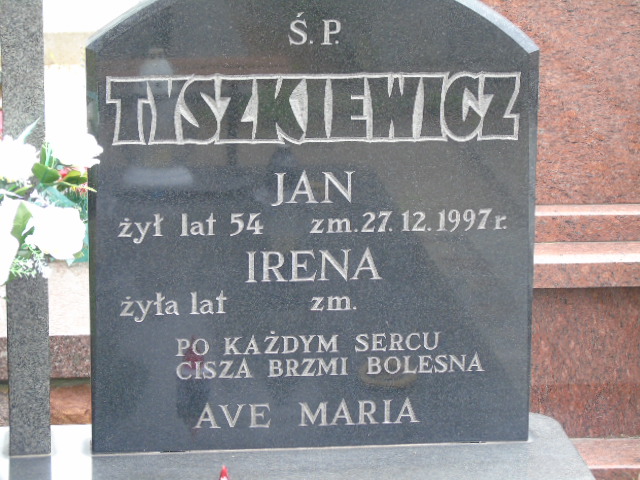 Ś. P.
TYSZKIEWICZ
JAN
żył lat 54 zm. 27. 12. 1997 r.
IRENA
żyła lat zm.
PO KAŻDYM SERCU
CISZA BRZMI BOLESNA
AVE MARIA